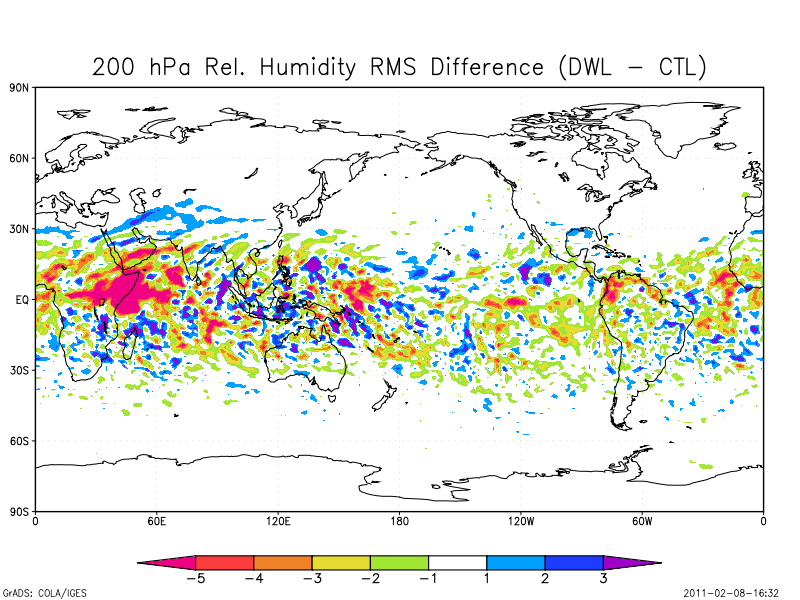 200 hPa Rel. Humidity RMS Difference (DWL − CTL)
90N
60N
30N
EQ
30S
60S
90S
0 60E 120E 180 120W 60W 0
−5 −4 −3 −2 −1 1 2 3
GrADS: COLA/IGES 2011-02-08-16:32